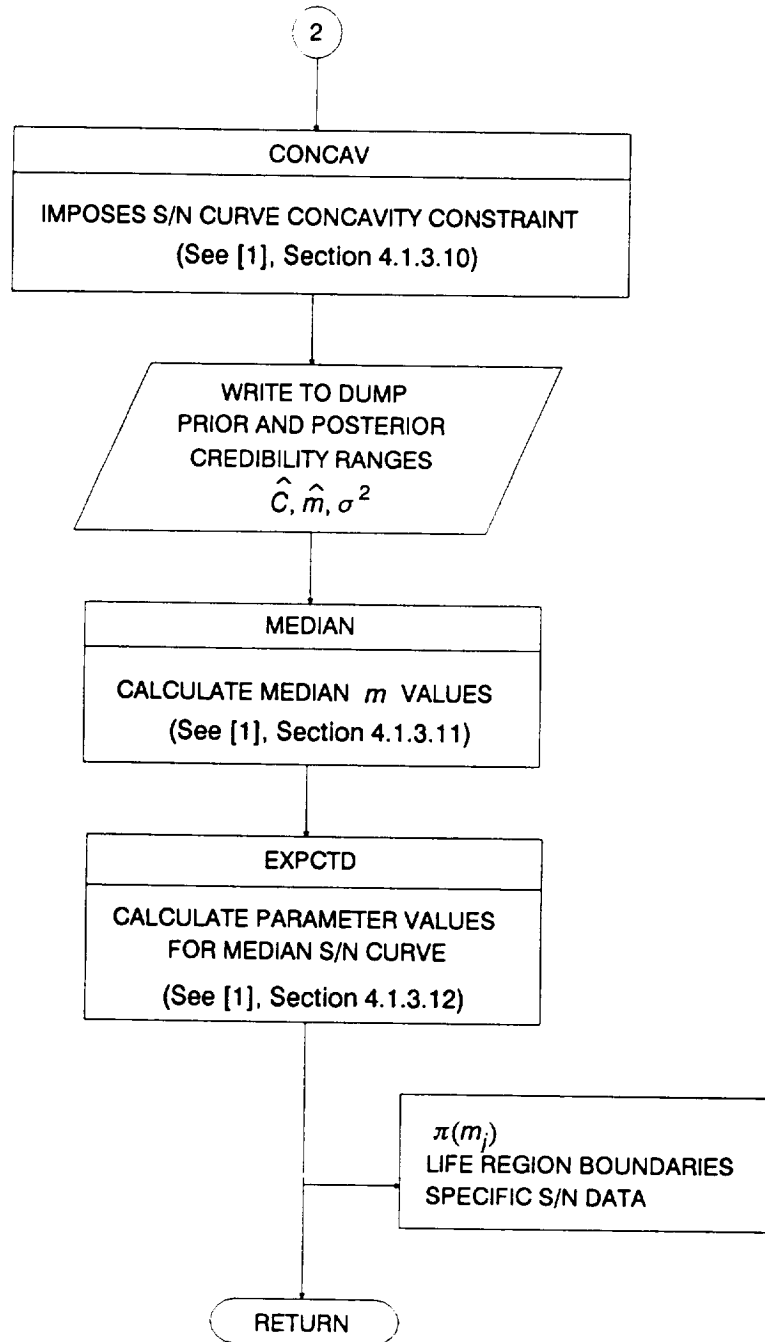 2
CONCAV
IMPOSES S/N CURVE CONCAVITY CONSTRAINT
(See [1], Section 4.1.3.10)
WRITE TO DUMP
PRIOR AND POSTERIOR
CREDIBILITY RANGES
Ĉ, m̂, σ²
MEDIAN
CALCULATE MEDIAN m VALUES
(See [1], Section 4.1.3.11)
EXPCTD
CALCULATE PARAMETER VALUES
FOR MEDIAN S/N CURVE
(See [1], Section 4.1.3.12)
π(mⱼ)
LIFE REGION BOUNDARIES
SPECIFIC S/N DATA
RETURN